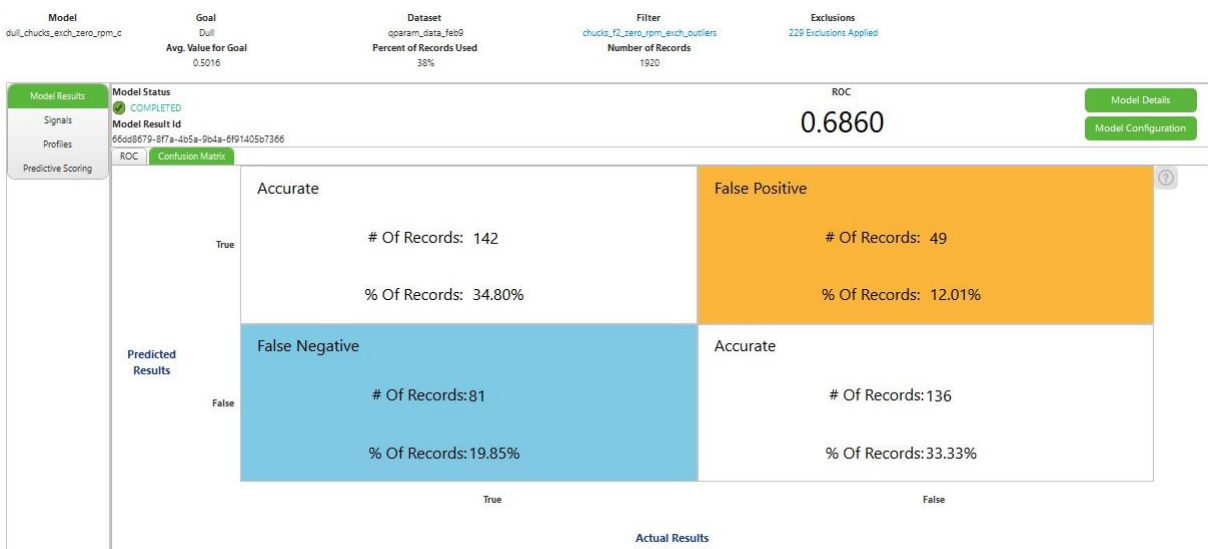 Model Goal Dataset Filter Exclusions
dull_chucks_exch_zero_rpm_c Dull qparam_data_feb9 chucks_f2_zero_rpm_exch_outliers 229 Exclusions Applied
Avg. Value for Goal Percent of Records Used Number of Records
0.5016 38% 1920
Model Results
Signals
Profiles
Predictive Scoring
Model Status
COMPLETED
Model Result Id
66dd8679-8f7a-4b5a-9b4a-6f91405b7366
ROC
0.6860
Model Details
Model Configuration
ROC Confusion Matrix
Accurate False Positive
?
True # Of Records: 142 # Of Records: 49
% Of Records: 34.80% % Of Records: 12.01%
False Negative Accurate
Predicted
Results
False # Of Records:81 # Of Records:136
% Of Records:19.85% % Of Records:33.33%
True False
Actual Results